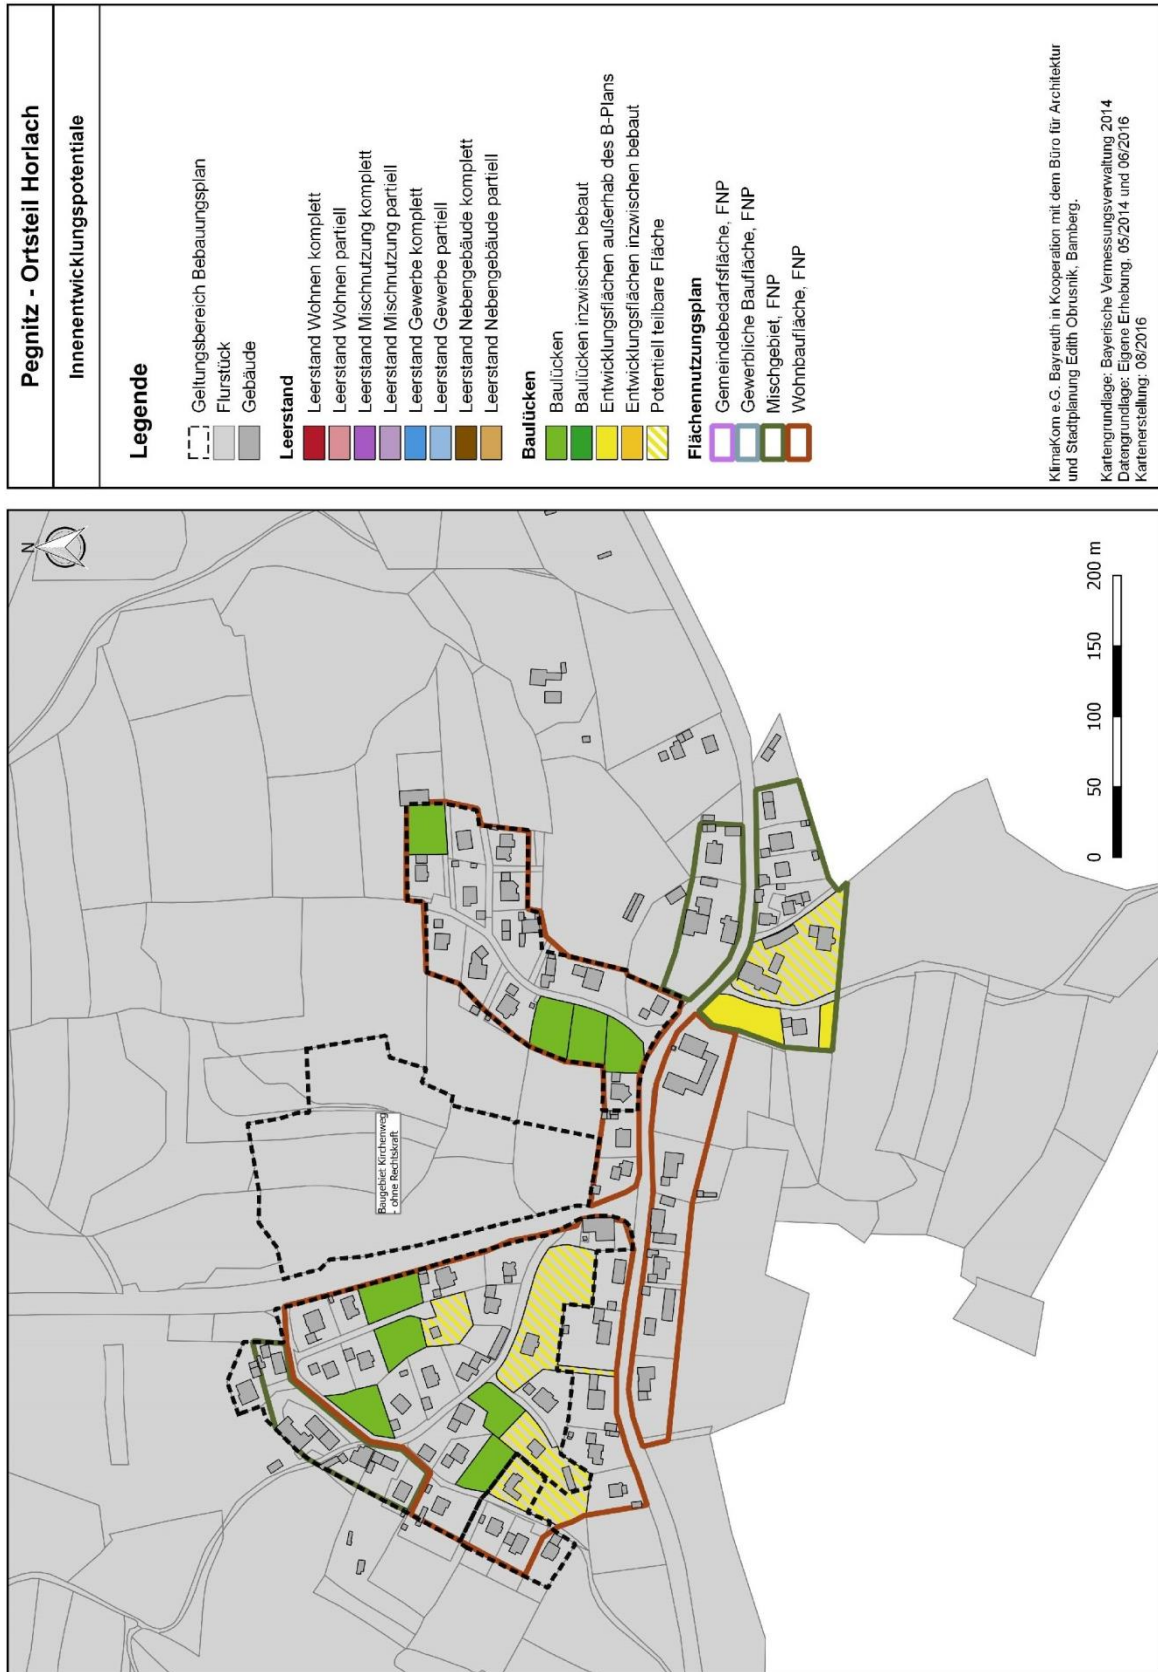 Pegnitz - Ortsteil Horlach
Innenentwicklungspotentiale
Legende
Geltungsbereich Bebauungsplan
Flurstück
Gebäude
Leerstand
Leerstand Wohnen komplett
Leerstand Wohnen partiell
Leerstand Mischnutzung komplett
Leerstand Mischnutzung partiell
Leerstand Gewerbe komplett
Leerstand Gewerbe partiell
Leerstand Nebengebäude komplett
Leerstand Nebengebäude partiell
Baulücken
Baulücken
Baulücken inzwischen bebaut
Entwicklungsflächen außerhab des B-Plans
Entwicklungsflächen inzwischen bebaut
Potentiell teilbare Fläche
Flächennutzungsplan
Gemeindebedarfsfläche, FNP
Gewerbliche Baufläche, FNP
Mischgebiet, FNP
Wohnbaufläche, FNP
KlimaKom e.G. Bayreuth in Kooperation mit dem Büro für Architektur
und Stadtplanung Edith Obrusnik, Bamberg.
Kartengrundlage: Bayerische Vermessungsverwaltung 2014
Datengrundlage: Eigene Erhebung, 05/2014 und 06/2016
Kartenerstellung: 06/2016
N
Baugebiet Kirchenweg
- ohne Rechtskraft
0 50 100 150 200 m